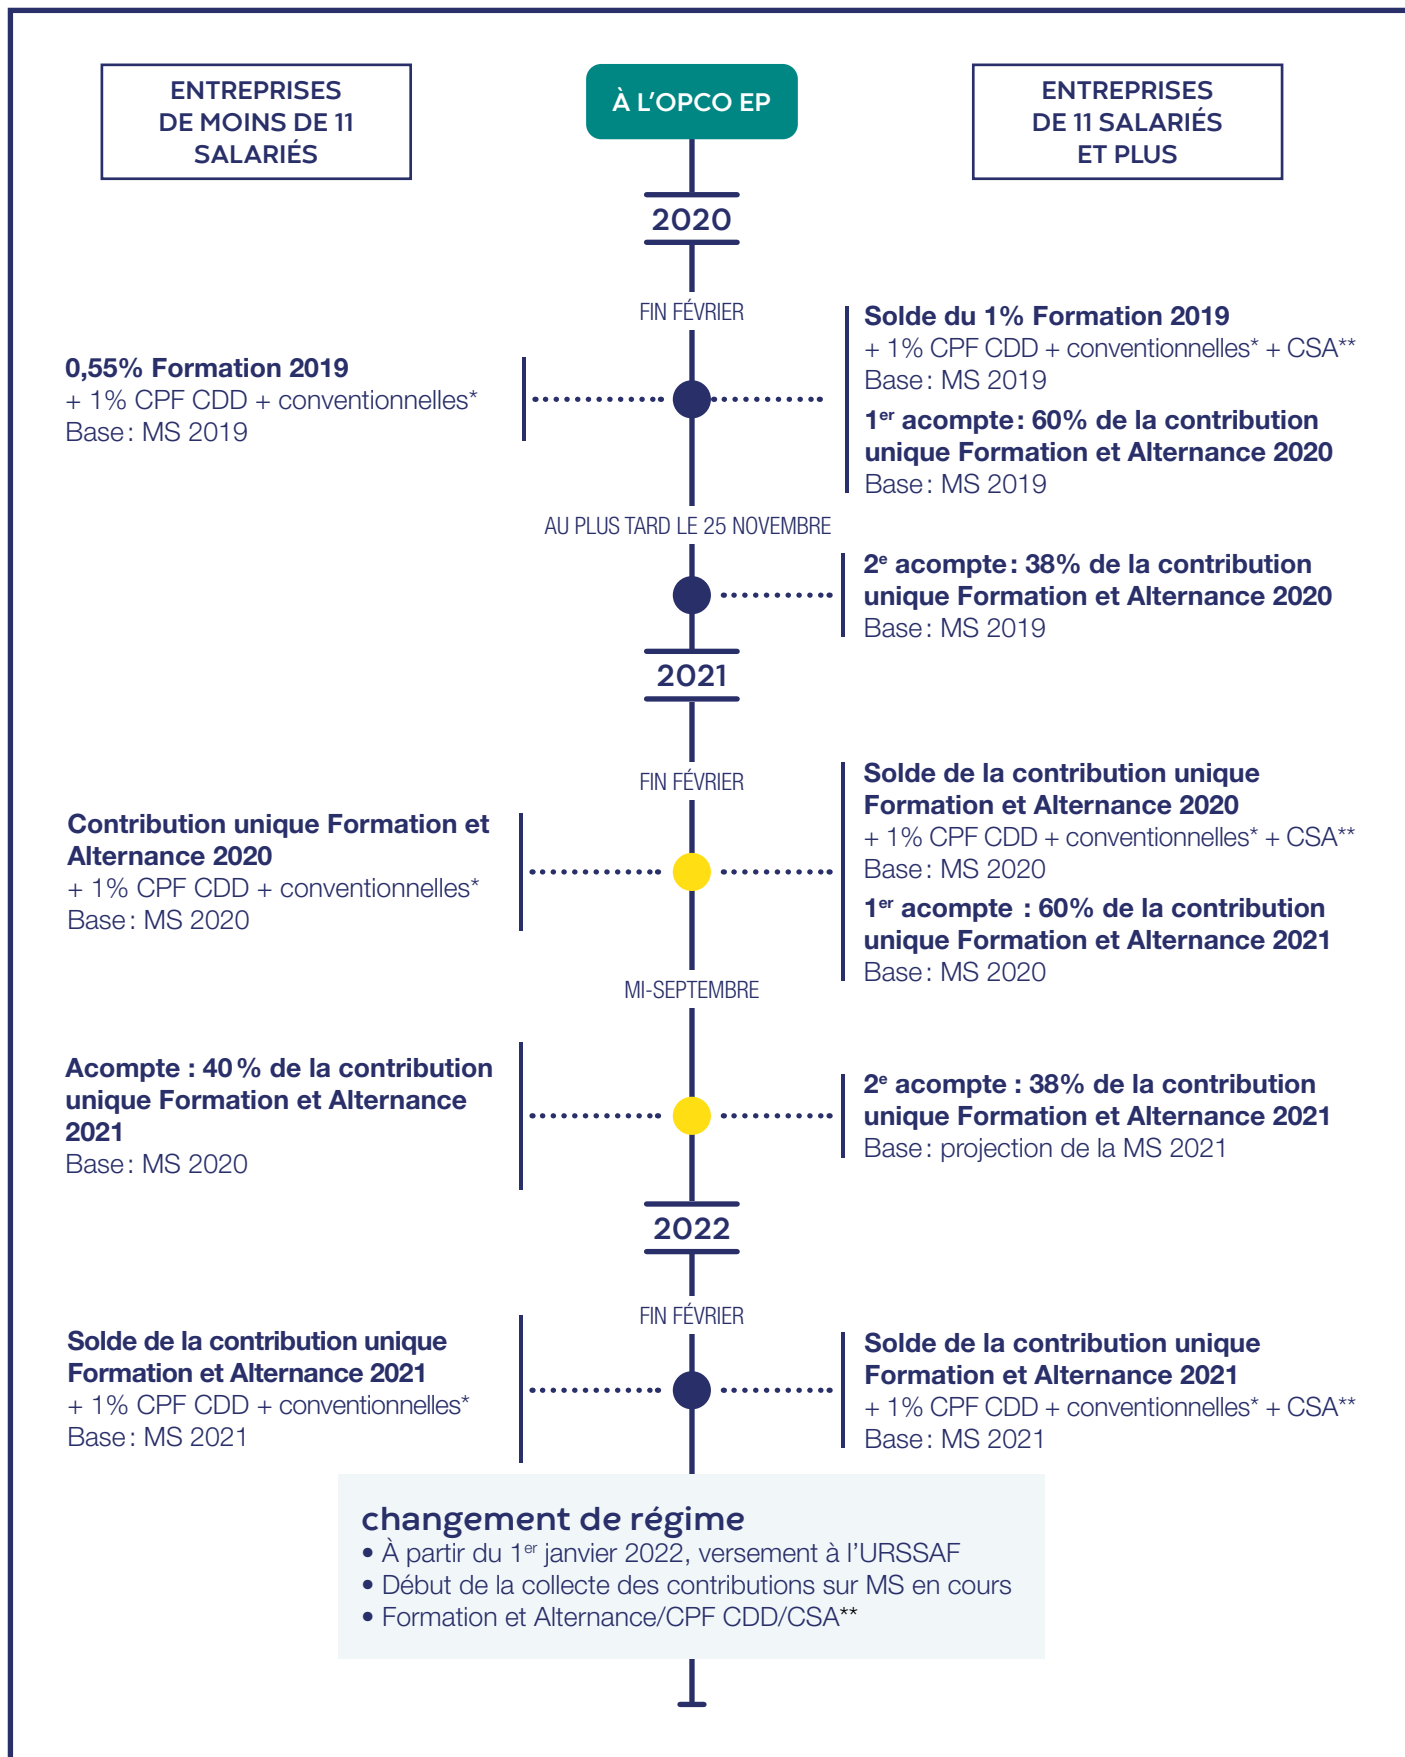 ENTREPRISES
DE MOINS DE 11
SALARIÉS
À L'OPCO EP
ENTREPRISES
DE 11 SALARIÉS
ET PLUS
2020
FIN FÉVRIER
0,55% Formation 2019
+ 1% CPF CDD + conventionnelles*
Base : MS 2019
Solde du 1% Formation 2019
+ 1% CPF CDD + conventionnelles* + CSA**
Base : MS 2019
1er acompte : 60% de la contribution
unique Formation et Alternance 2020
Base : MS 2019
AU PLUS TARD LE 25 NOVEMBRE
2e acompte : 38% de la contribution
unique Formation et Alternance 2020
Base : MS 2019
2021
FIN FÉVRIER
Contribution unique Formation et
Alternance 2020
+ 1% CPF CDD + conventionnelles*
Base : MS 2020
Solde de la contribution unique
Formation et Alternance 2020
+ 1% CPF CDD + conventionnelles* + CSA**
Base : MS 2020
1er acompte : 60% de la contribution
unique Formation et Alternance 2021
Base : MS 2020
MI-SEPTEMBRE
Acompte : 40 % de la contribution
unique Formation et Alternance
2021
Base : MS 2020
2e acompte : 38% de la contribution
unique Formation et Alternance 2021
Base : projection de la MS 2021
2022
FIN FÉVRIER
Solde de la contribution unique
Formation et Alternance 2021
+ 1% CPF CDD + conventionnelles*
Base : MS 2021
Solde de la contribution unique
Formation et Alternance 2021
+ 1% CPF CDD + conventionnelles* + CSA**
Base : MS 2021
changement de régime
• À partir du 1er janvier 2022, versement à l'URSSAF
• Début de la collecte des contributions sur MS en cours
• Formation et Alternance/CPF CDD/CSA**